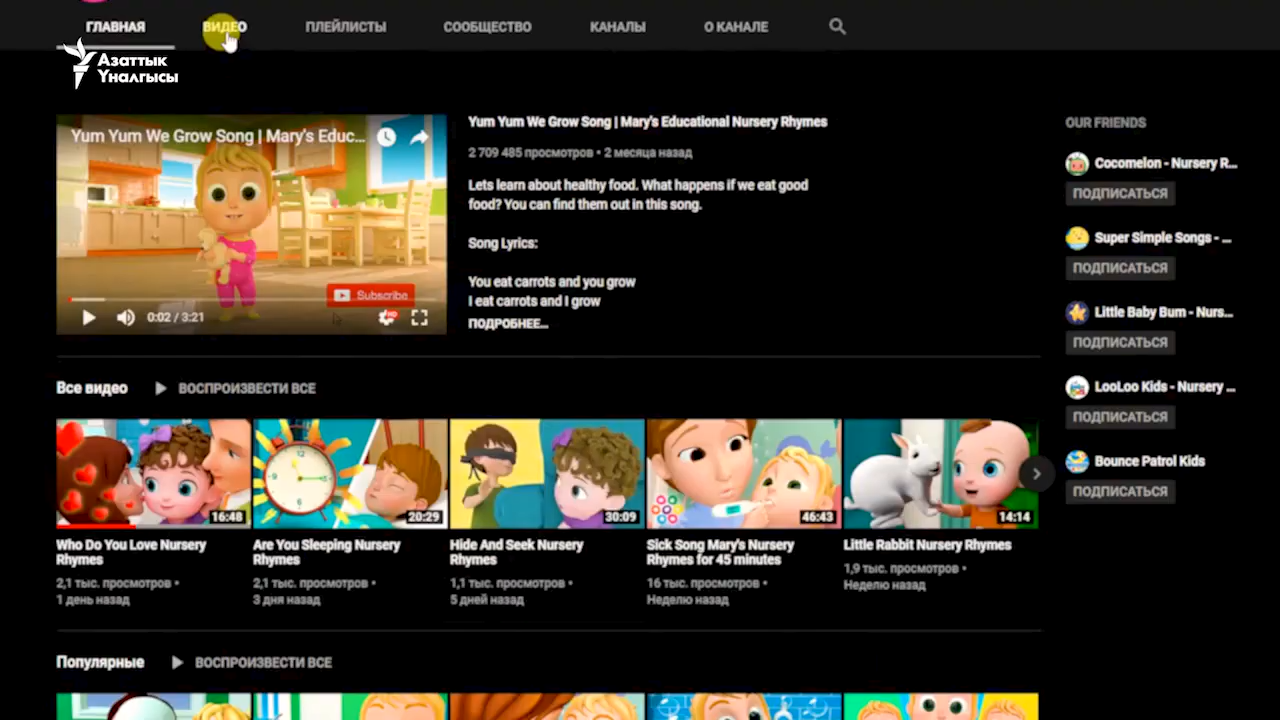 ГЛАВНАЯ
ВИДЕО
ПЛЕЙЛИСТЫ
СООБЩЕСТВО
КАНАЛЫ
О КАНАЛЕ
Азаттык
Үналгысы
Yum Yum We Grow Song | Mary's Educ...
Subscribe
0:02 / 3:21
HD
Yum Yum We Grow Song | Mary's Educational Nursery Rhymes
2 709 485 просмотров • 2 месяца назад
Lets learn about healthy food. What happens if we eat good
food? You can find them out in this song.
Song Lyrics:
You eat carrots and you grow
I eat carrots and I grow
ПОДРОБНЕЕ...
OUR FRIENDS
Cocomelon - Nursery R...
ПОДПИСАТЬСЯ
Super Simple Songs - ...
ПОДПИСАТЬСЯ
Little Baby Bum - Nurs...
ПОДПИСАТЬСЯ
LooLoo Kids - Nursery ...
ПОДПИСАТЬСЯ
Bounce Patrol Kids
ПОДПИСАТЬСЯ
Все видео
ВОСПРОИЗВЕСТИ ВСЕ
16:48
Who Do You Love Nursery
Rhymes
2,1 тыс. просмотров •
1 день назад
20:29
Are You Sleeping Nursery
Rhymes
2,1 тыс. просмотров •
3 дня назад
30:09
Hide And Seek Nursery
Rhymes
1,1 тыс. просмотров •
5 дней назад
46:43
Sick Song Mary's Nursery
Rhymes for 45 minutes
16 тыс. просмотров •
Неделю назад
14:14
Little Rabbit Nursery Rhymes
1,9 тыс. просмотров •
Неделю назад
Популярные
ВОСПРОИЗВЕСТИ ВСЕ